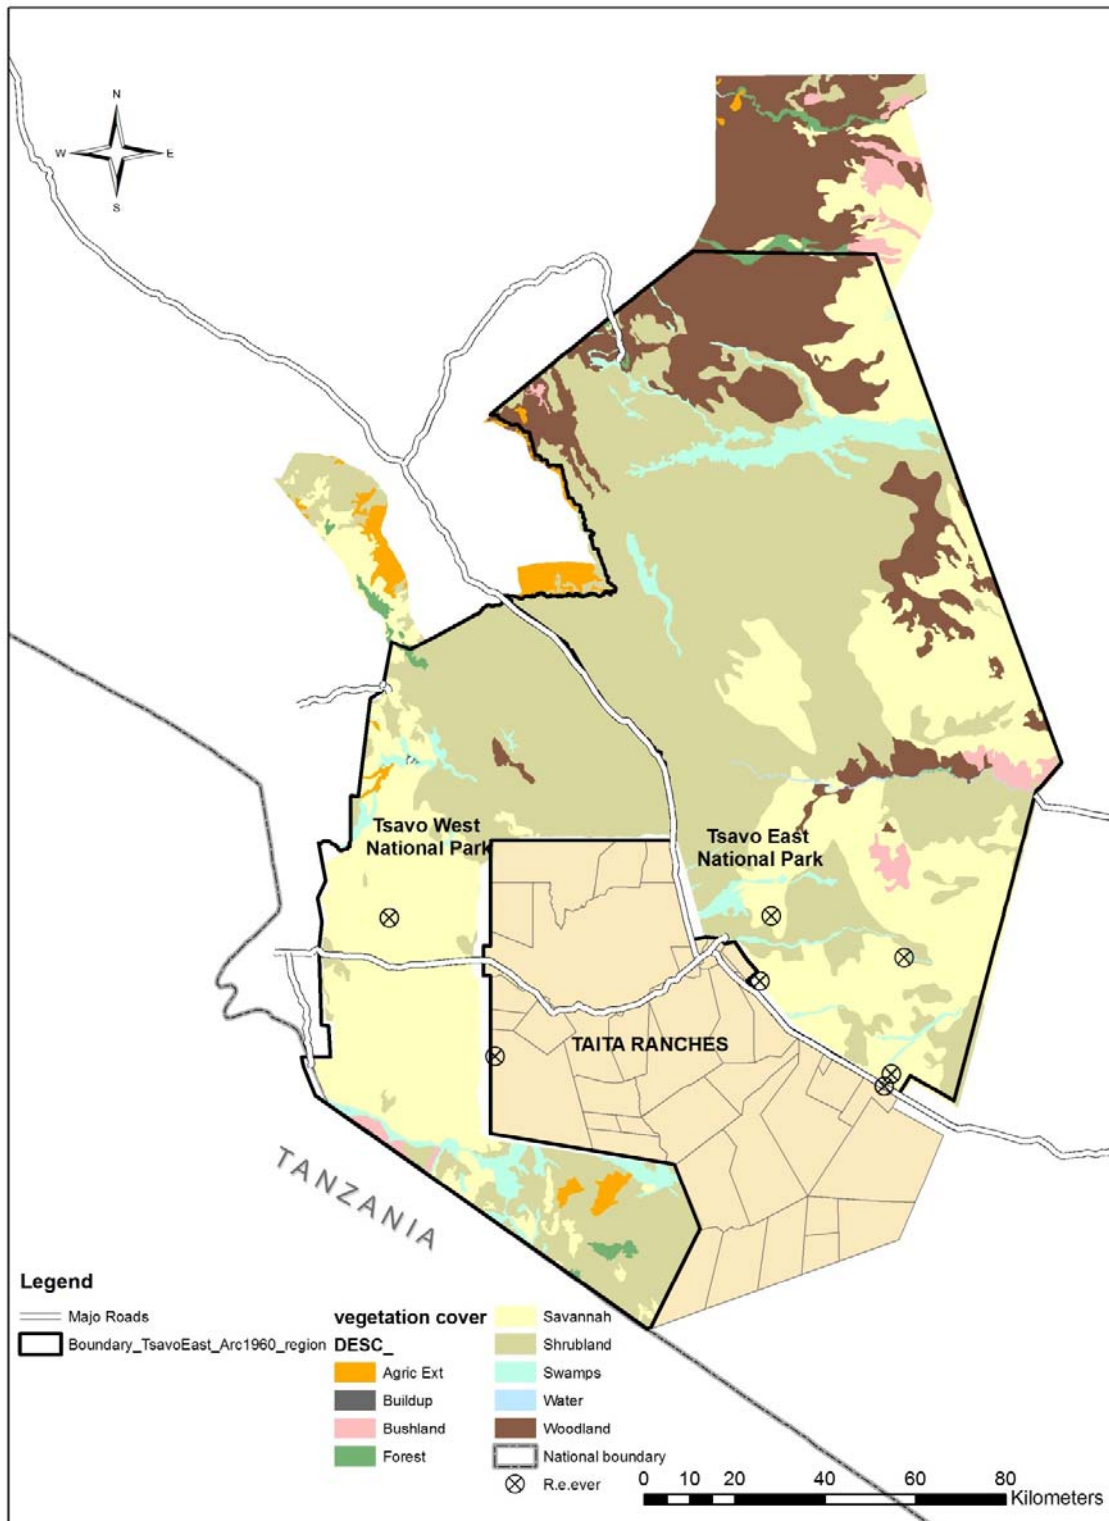 N
W E
S
Tsavo West
National Park
Tsavo East
National Park
TAITA RANCHES
TANZANIA
Legend
Majo Roads
Boundary_TsavoEast_Arc1960_region
vegetation cover
DESC_
Agric Ext
Buildup
Bushland
Forest
Savannah
Shrubland
Swamps
Water
Woodland
National boundary
R.e.ever
0 10 20 40 60 80
Kilometers